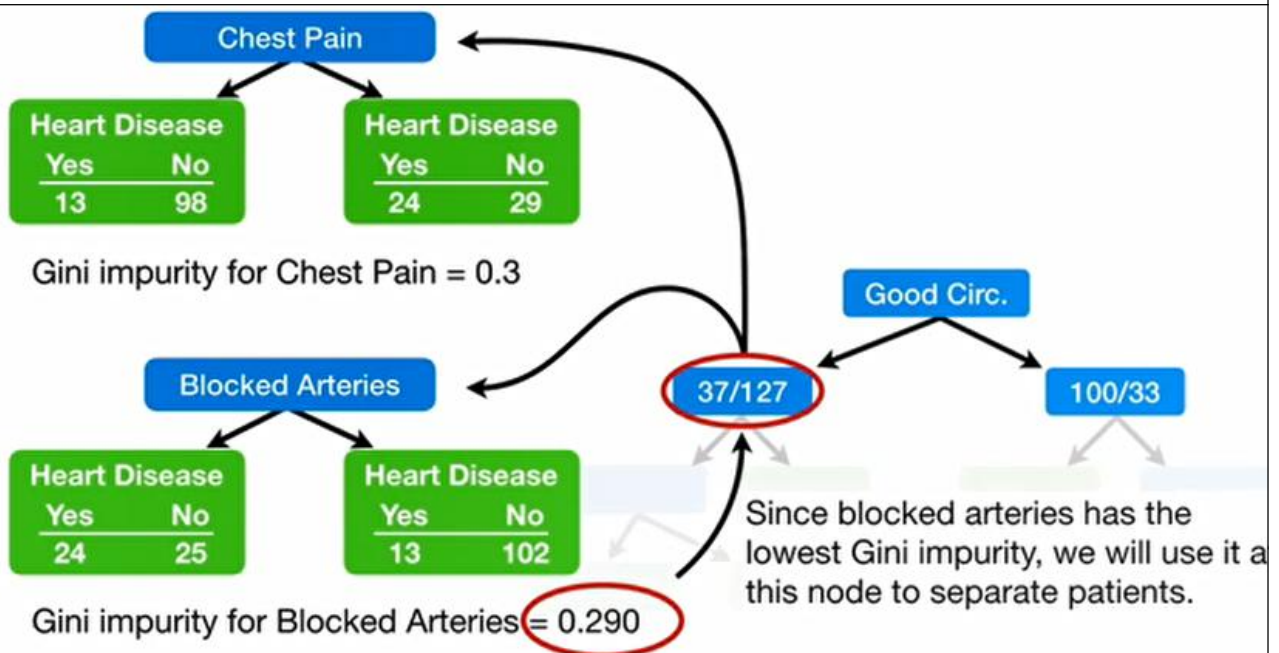 Chest Pain
Heart Disease
Yes No
13 98
Heart Disease
Yes No
24 29
Gini impurity for Chest Pain = 0.3
Good Circ.
37/127
100/33
Blocked Arteries
Heart Disease
Yes No
24 25
Heart Disease
Yes No
13 102
Gini impurity for Blocked Arteries = 0.290
Since blocked arteries has the
lowest Gini impurity, we will use it a
this node to separate patients.